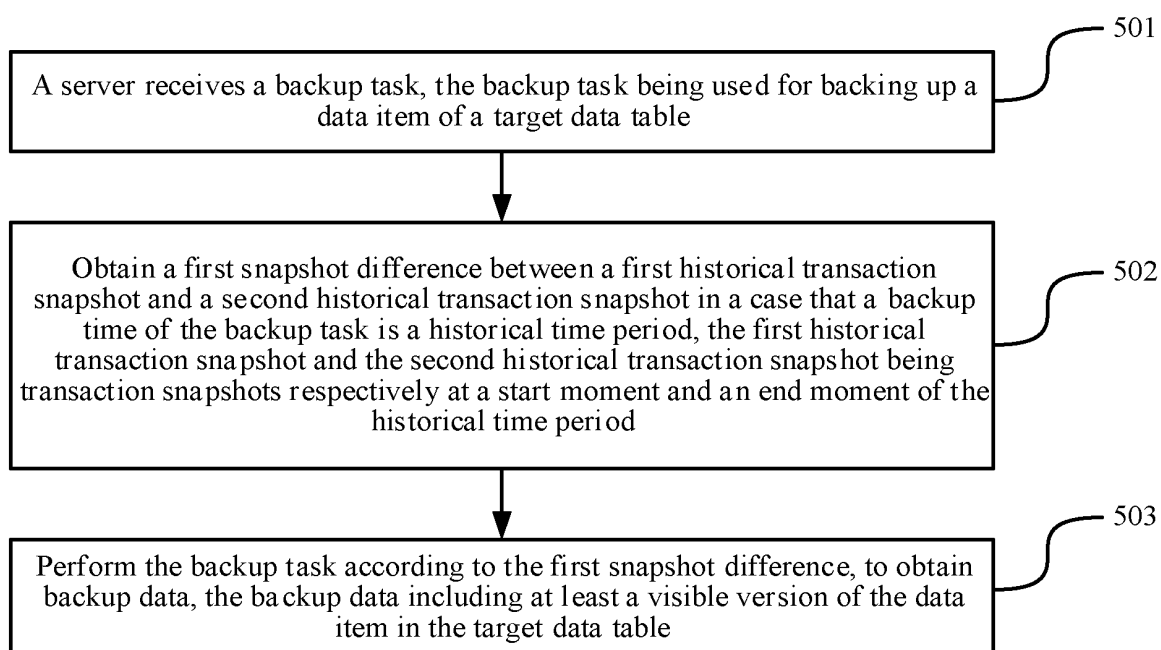 501
A server receives a backup task, the backup task being used for backing up a
data item of a target data table
502
Obtain a first snapshot difference between a first historical transaction
snapshot and a second historical transaction snapshot in a case that a backup
time of the backup task is a historical time period, the first historical
transaction snapshot and the second historical transaction snapshot being
transaction snapshots respectively at a start moment and an end moment of the
historical time period
503
Perform the backup task according to the first snapshot difference, to obtain
backup data, the backup data including at least a visible version of the data
item in the target data table